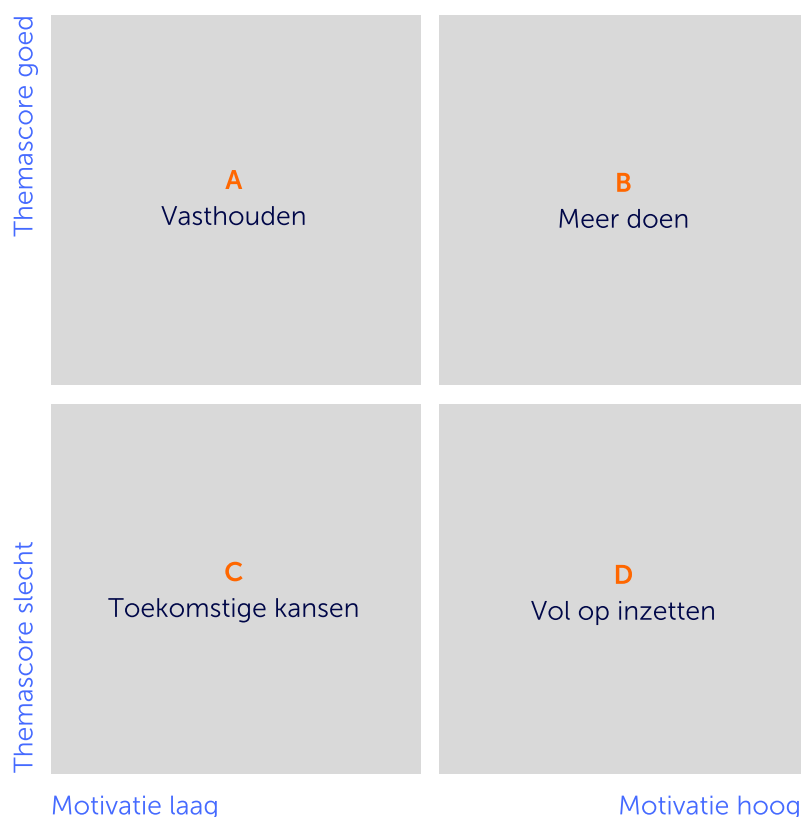 Themascore goed
A
Vasthouden
B
Meer doen
Themascore slecht
C
Toekomstige kansen
D
Vol op inzetten
Motivatie laag
Motivatie hoog